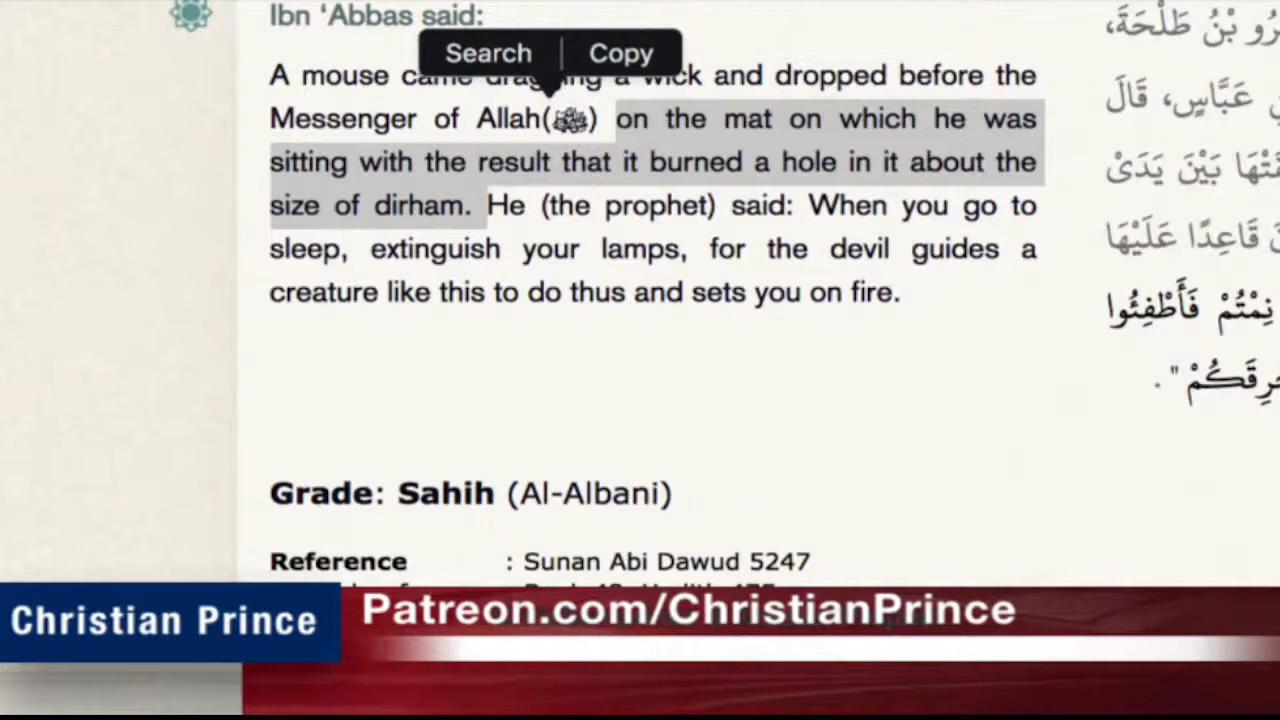 Ibn ‘Abbas said:
Search Copy
A mouse came dragging a wick and dropped before the
Messenger of Allah(ﷺ) on the mat on which he was
sitting with the result that it burned a hole in it about the
size of dirham. He (the prophet) said: When you go to
sleep, extinguish your lamps, for the devil guides a
creature like this to do thus and sets you on fire.
بْنُ طَلْحَةَ،
عَبَّاسٍ، قَالَ
بَيْنَ يَدَىْ
قَاعِدًا عَلَيْهَا
نِمْتُمْ فَأَطْفِئُوا
" .
Grade: Sahih (Al-Albani)
Reference : Sunan Abi Dawud 5247
Christian Prince
Patreon.com/ChristianPrince